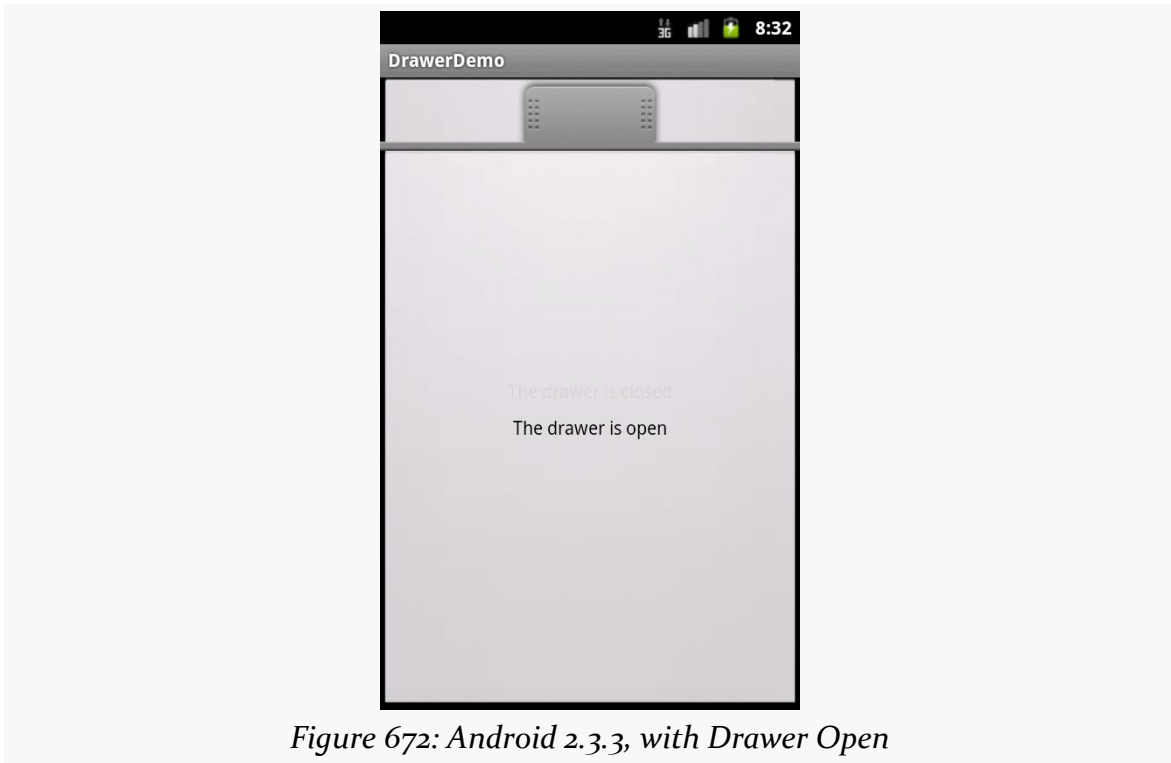 3G 8:32
DrawerDemo
The drawer is closed
The drawer is open
Figure 672: Android 2.3.3, with Drawer Open